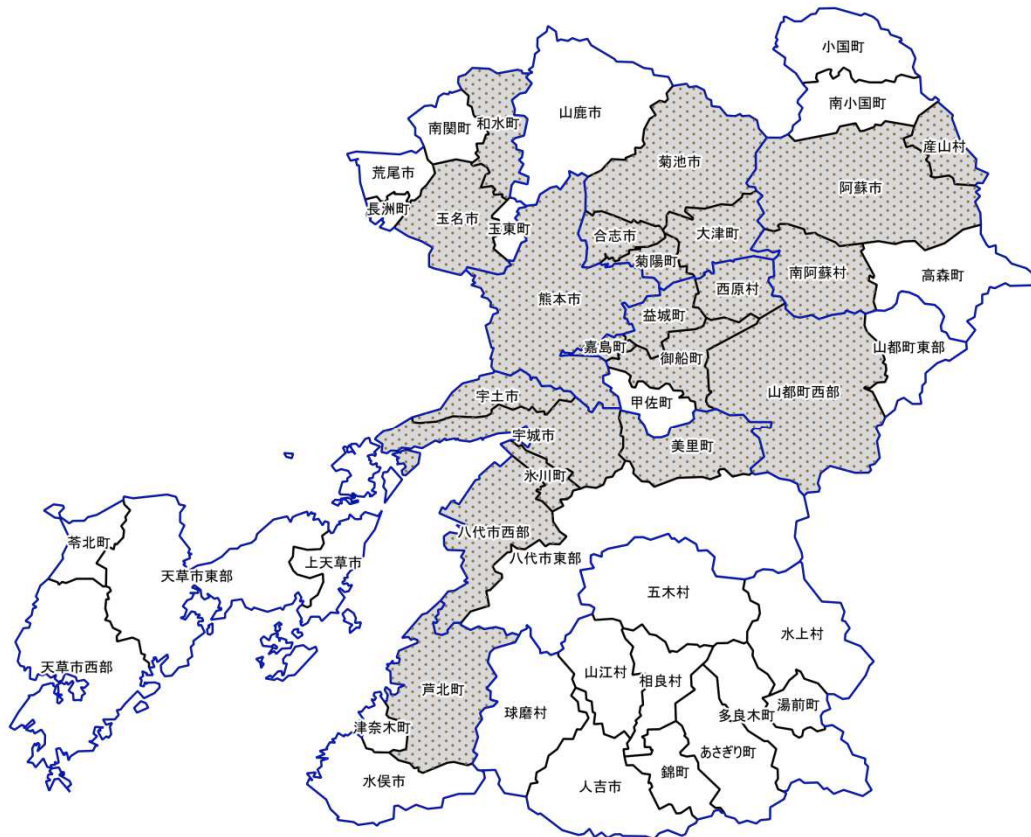 小国町
南小国町
山鹿市
和水町
南関町
産山村
菊池市
荒尾市
阿蘇市
長洲町
玉名市
玉東町
合志市
大津町
菊陽町
南阿蘇村
高森町
西原村
熊本市
益城町
嘉島町
山都町東部
御船町
山都町西部
宇土市
甲佐町
宇城市
美里町
氷川町
八代市西部
苓北町
上天草市
八代市東部
天草市東部
五木村
水上村
天草市西部
山江村
相良村
芦北町
湯前町
球磨村
多良木町
津奈木町
あさぎり町
錦町
水俣市
人吉市